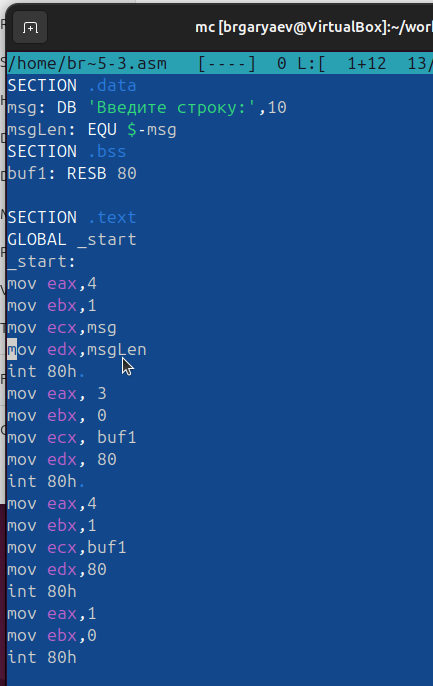 mc [brgaryaev@VirtualBox]:~/wor
/home/br~5-3.asm [----] 0 L:[ 1+12 13/
SECTION .data
msg: DB 'Введите строку:',10
msgLen: EQU $-msg
SECTION .bss
buf1: RESB 80
SECTION .text
GLOBAL _start
_start:
mov eax,4
mov ebx,1
mov ecx,msg
mov edx,msgLen
int 80h.
mov eax, 3
mov ebx, 0
mov ecx, buf1
mov edx, 80
int 80h.
mov eax,4
mov ebx,1
mov ecx,buf1
mov edx,80
int 80h
mov eax,1
mov ebx,0
int 80h